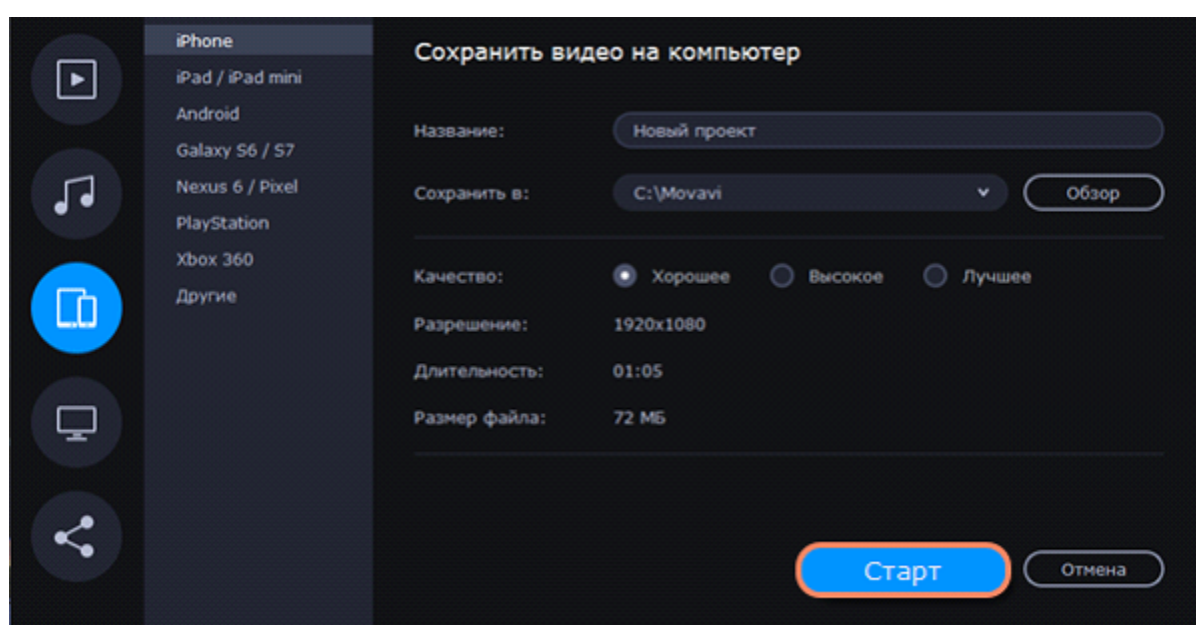 iPhone
iPad / iPad mini
Android
Galaxy S6 / S7
Nexus 6 / Pixel
PlayStation
Xbox 360
Другие
Сохранить видео на компьютер
Название: Новый проект
Сохранить в: C:\Movavi Обзор
Качество: Хорошее Высокое Лучшее
Разрешение: 1920x1080
Длительность: 01:05
Размер файла: 72 МБ
Старт Отмена